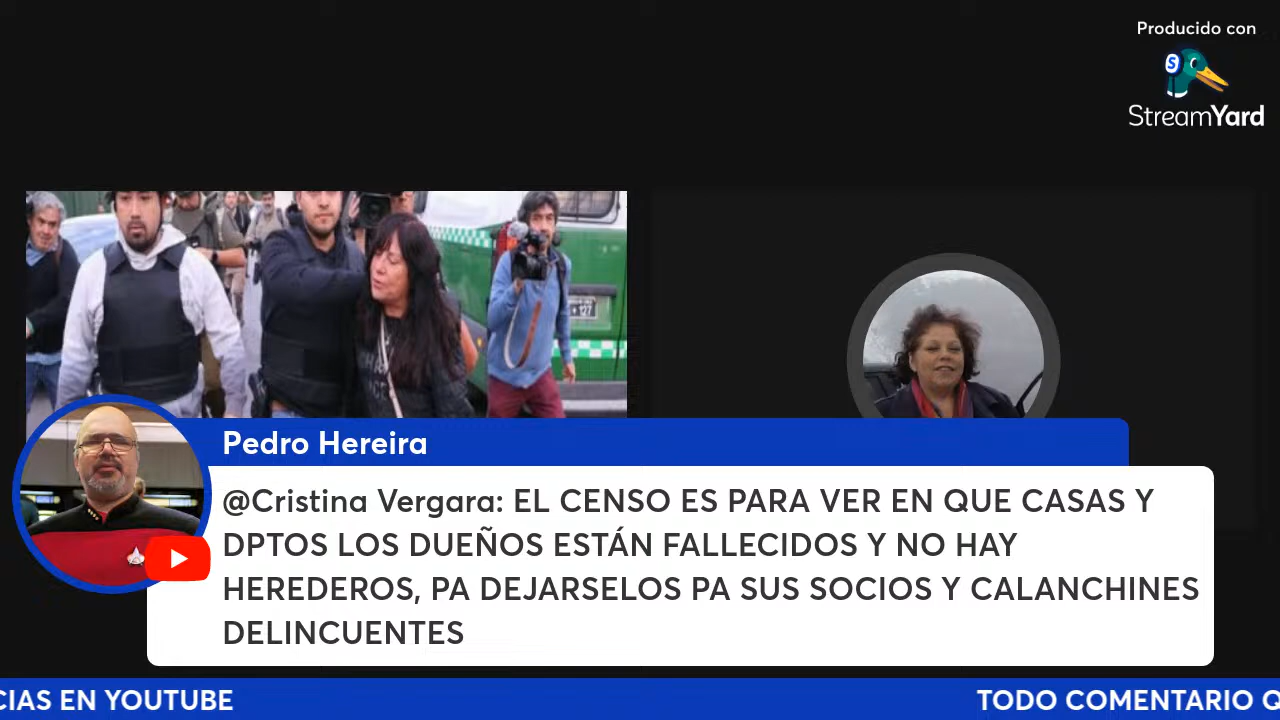 Producido con
StreamYard
Pedro Hereira
@Cristina Vergara: EL CENSO ES PARA VER EN QUE CASAS Y
DPTOS LOS DUEÑOS ESTÁN FALLECIDOS Y NO HAY
HEREDEROS, PA DEJARSELOS PA SUS SOCIOS Y CALANCHINES
DELINCUENTES
CIAS EN YOUTUBE
TODO COMENTARIO Q